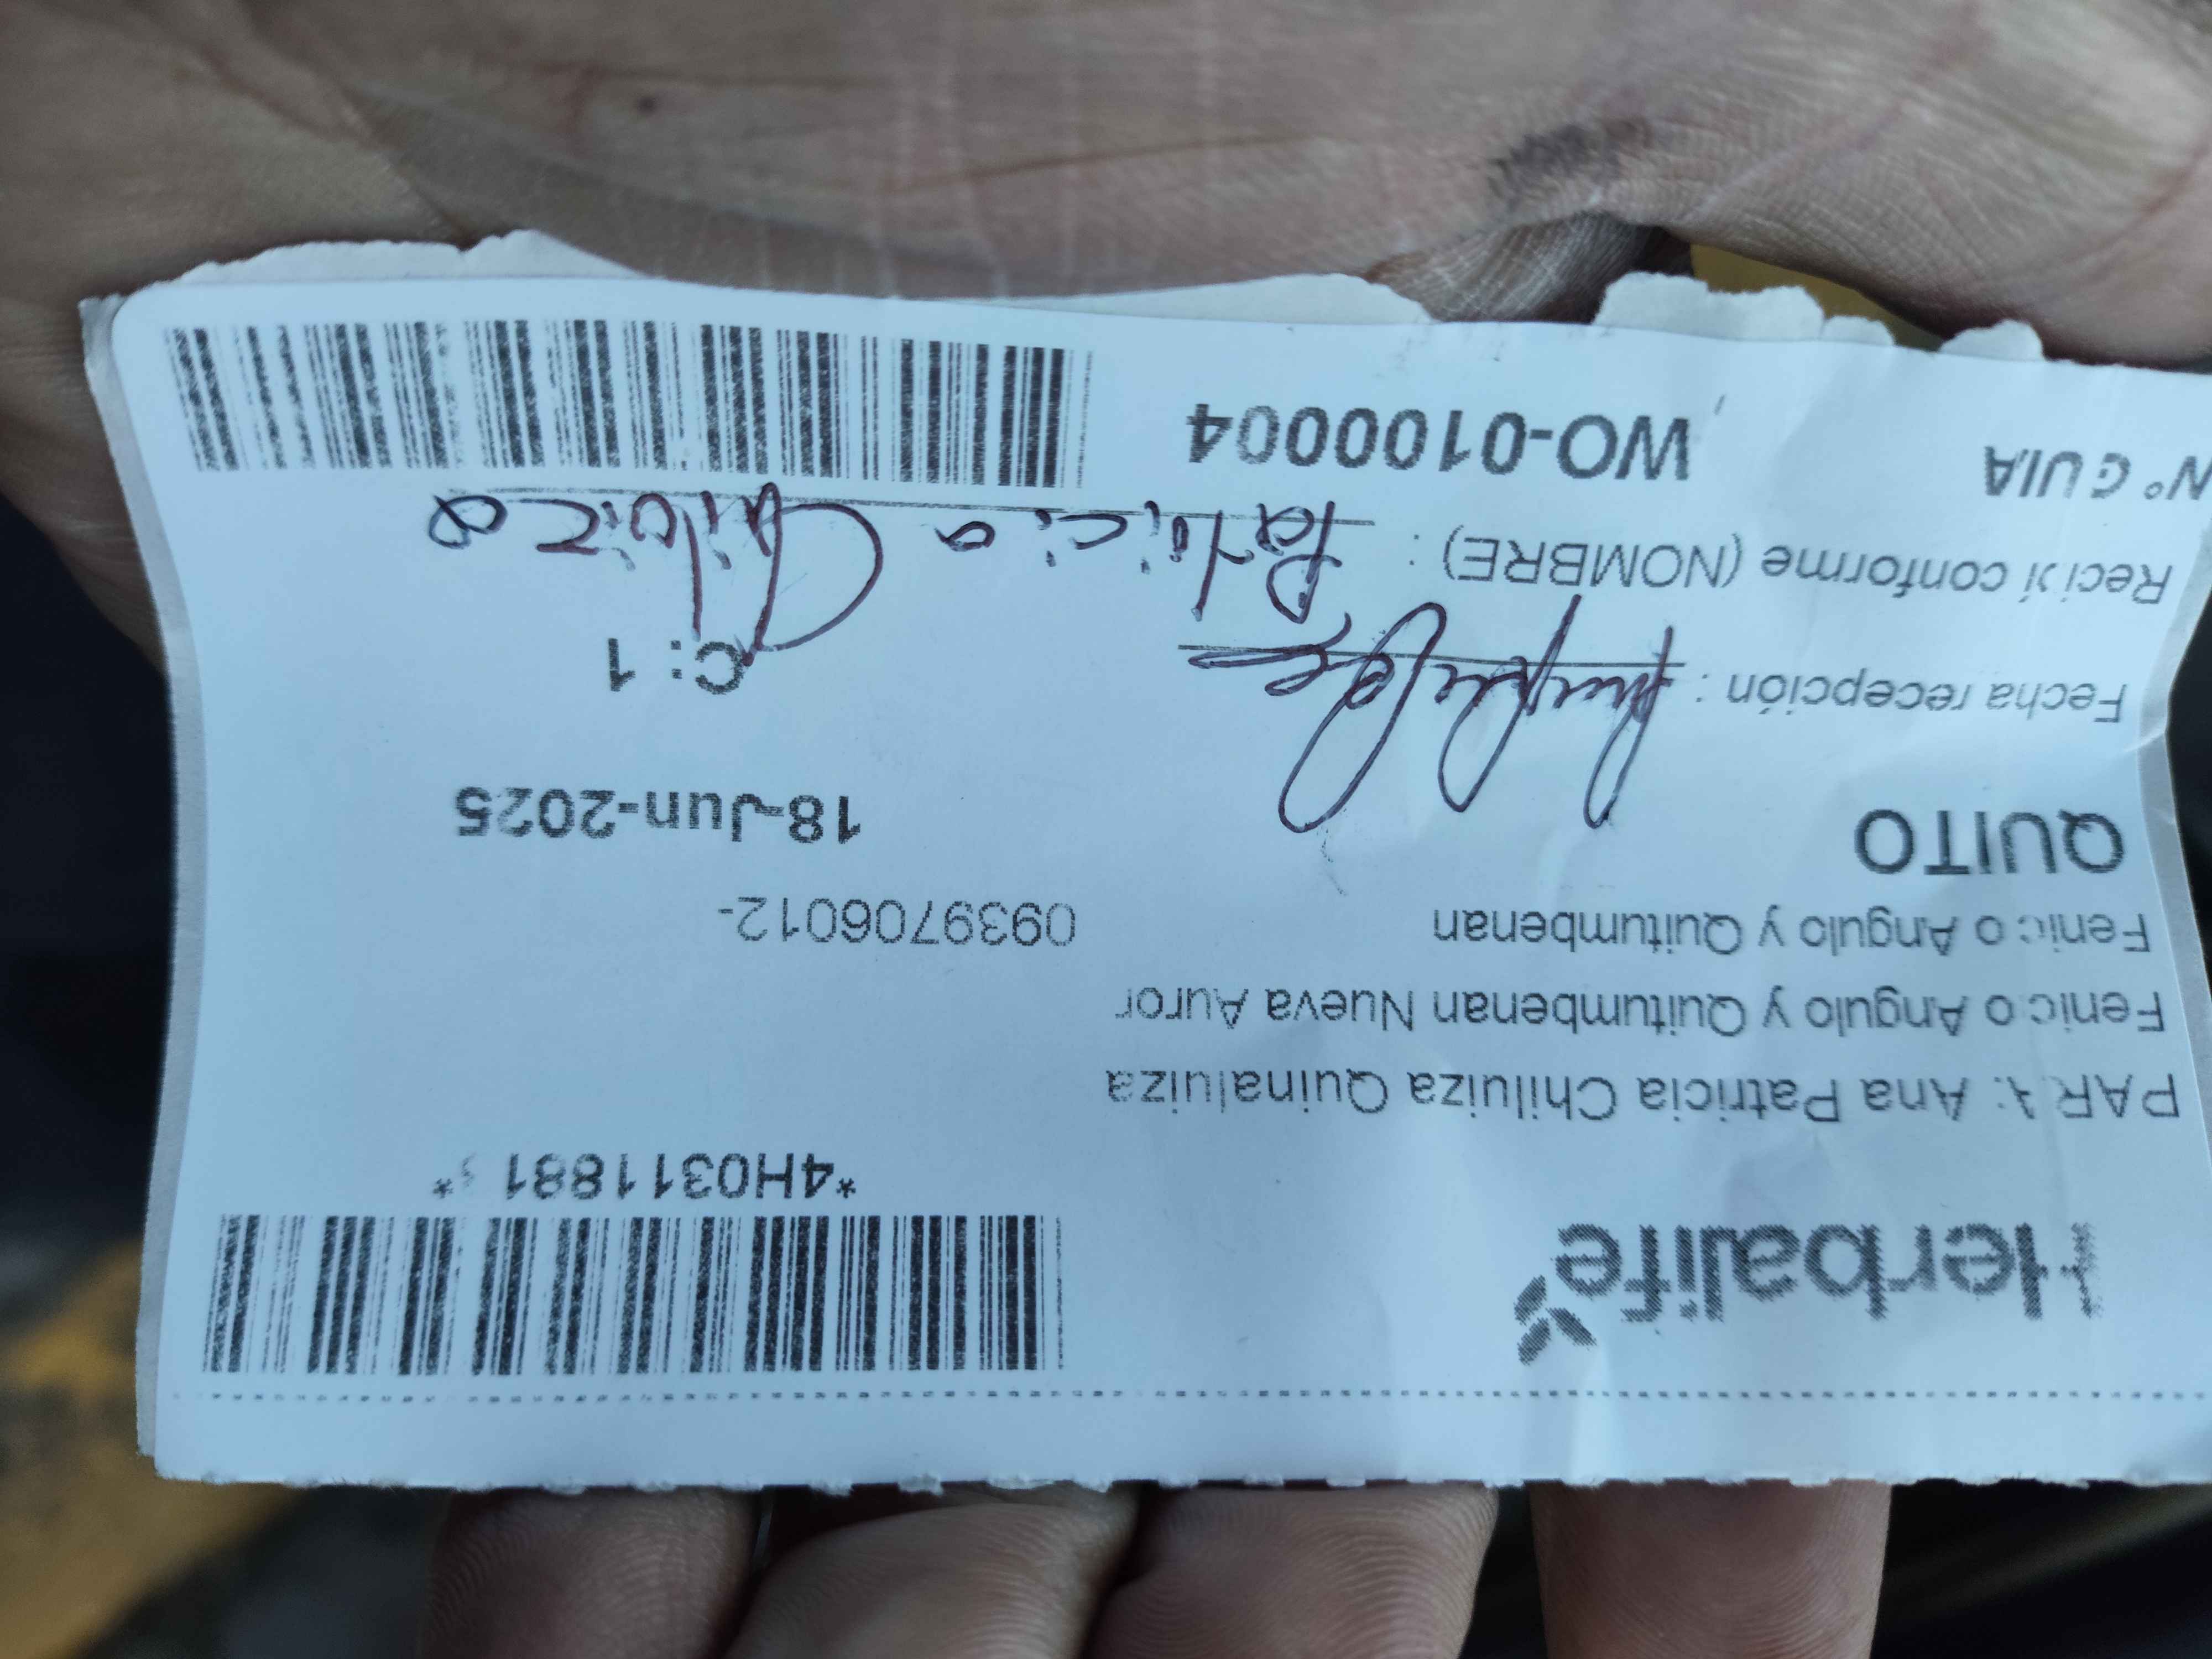 Herbalife
*4H0311881 3*
PARA: Ana Patricia Chiluiza Quinaluiza
Fenic o Angulo y Quitumbenan Nueva Auror
Fenic o Angulo y Quitumbenan
0939706012-
QUITO
18-Jun-2025
Fecha recepción :
C: 1
Recibí conforme (NOMBRE) : Patricia Chiluiza
N° GUIA WO-0100004